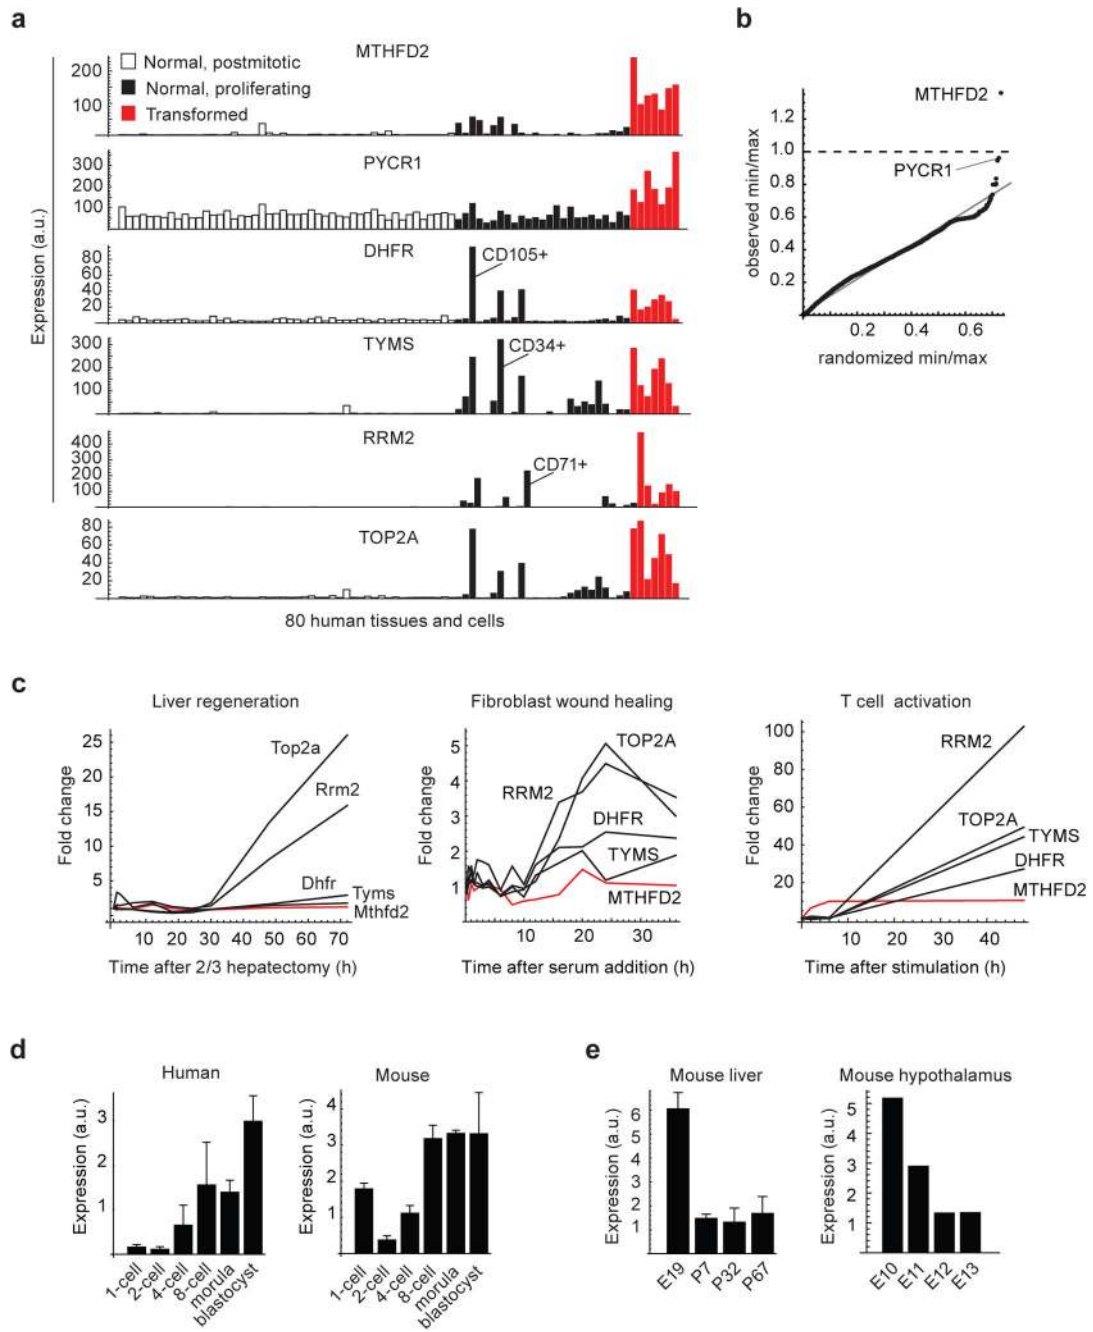 a
MTHFD2
Normal, postmitotic
Normal, proliferating
Transformed
200
100
PYCR1
300
200
100
DHFR
80
60
40
20
CD105+
TYMS
300
200
100
CD34+
RRM2
400
300
200
100
CD71+
TOP2A
80
60
40
20
Expression (a.u.)
80 human tissues and cells
b
MTHFD2
PYCR1
1.2
1.0
0.8
0.6
0.4
0.2
0.2 0.4 0.6
observed min/max
randomized min/max
c
Liver regeneration
25
20
15
10
5
Top2a
Rrm2
Dhfr
Tyms
Mthfd2
10 20 30 40 50 60 70
Fold change
Time after 2/3 hepatectomy (h)
Fibroblast wound healing
5
4
3
2
1
TOP2A
RRM2
DHFR
TYMS
MTHFD2
10 20 30
Fold change
Time after serum addition (h)
T cell activation
100
80
60
40
20
RRM2
TOP2A
TYMS
DHFR
MTHFD2
10 20 30 40
Fold change
Time after stimulation (h)
d
Human
3
2
1
Expression (a.u.)
1-cell
2-cell
4-cell
8-cell
morula
blastocyst
Mouse
4
3
2
1
Expression (a.u.)
1-cell
2-cell
4-cell
8-cell
morula
blastocyst
e
Mouse liver
6
5
4
3
2
1
Expression (a.u.)
E19
P7
P32
P67
Mouse hypothalamus
5
4
3
2
1
Expression (a.u.)
E10
E11
E12
E13